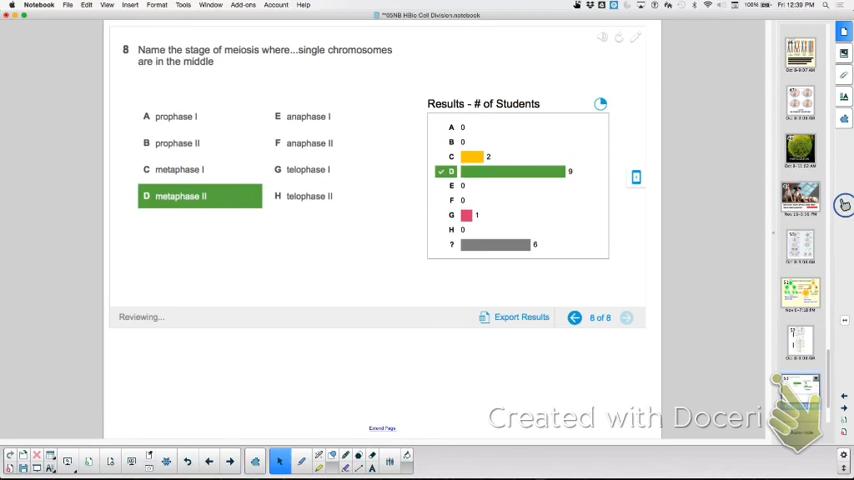 Notebook File Edit View Insert Format Tools Window Add-ons Account Help 100% Fri 12:39 PM
**05NB HBio Cell Division.notebook
8 Name the stage of meiosis where...single chromosomes
are in the middle
Results - # of Students
A prophase I
E anaphase I
B prophase II
F anaphase II
C metaphase I
G telophase I
D metaphase II
H telophase II
A 0
B 0
C 2
D 9
E 0
F 0
G 1
H 0
? 6
Reviewing...
Export Results
8 of 8
Created with Doceri
Extend Page